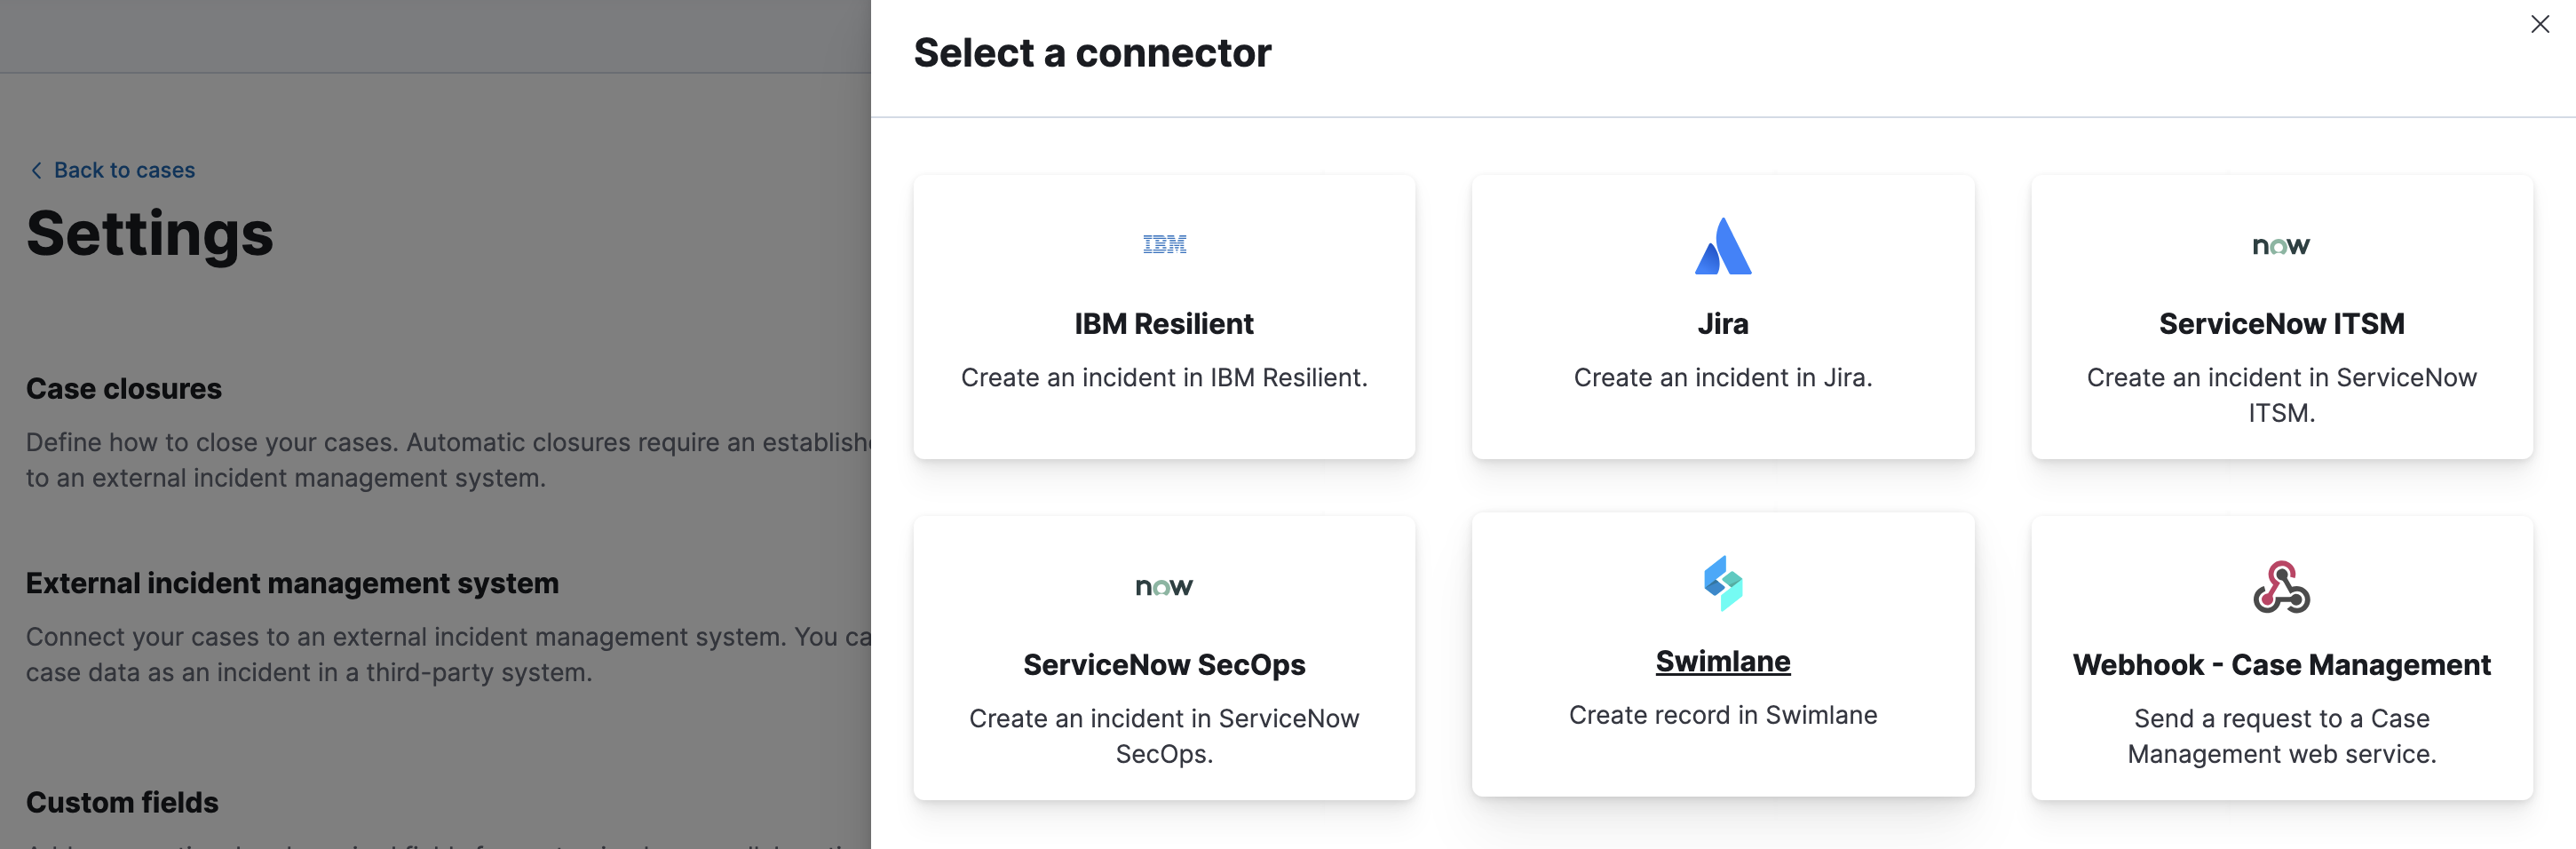 Select a connector
Back to cases
Settings
Case closures
Define how to close your cases. Automatic closures require an
to an external incident management system.
External incident management system
Connect your cases to an external incident management system. You
case data as an incident in a third-party system.
Custom fields
IBM
IBM Resilient
Create an incident in IBM Resilient.
Jira
Create an incident in Jira.
now
ServiceNow ITSM
Create an incident in ServiceNow
ITSM.
now
ServiceNow SecOps
Create an incident in ServiceNow
SecOps.
Swimlane
Create record in Swimlane
Webhook - Case Management
Send a request to a Case
Management web service.